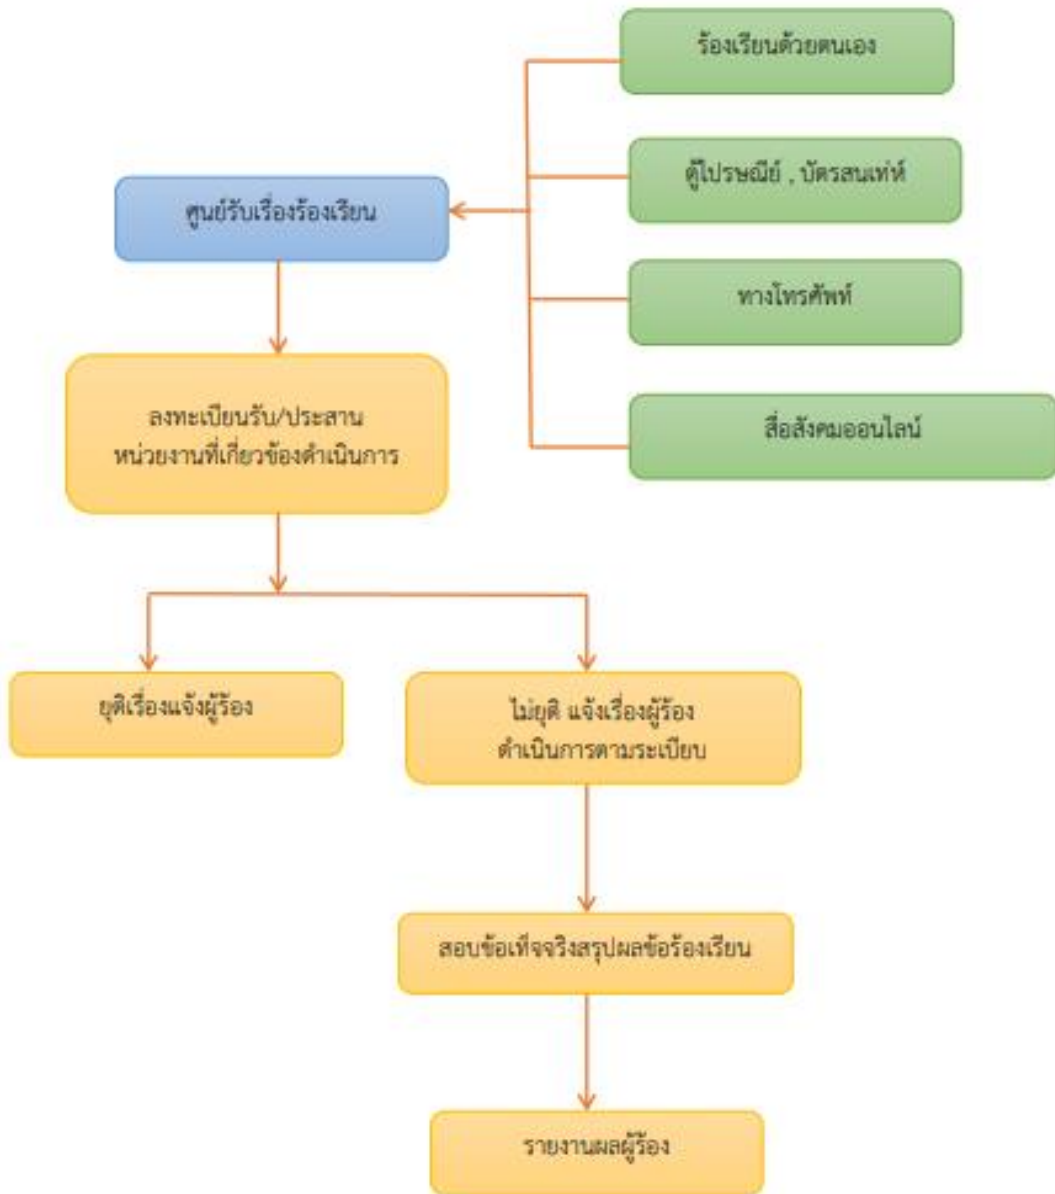 ร้องเรียนด้วยตนเอง
ตู้ไปรษณีย์ , บัตรสนเท่ห์
ศูนย์รับเรื่องร้องเรียน
ทางโทรศัพท์
ลงทะเบียนรับ/ประสาน
หน่วยงานที่เกี่ยวข้องดำเนินการ
สื่อสังคมออนไลน์
ยุติเรื่องแจ้งผู้ร้อง
ไม่ยุติ แจ้งเรื่องผู้ร้อง
ดำเนินการตามระเบียบ
สอบข้อเท็จจริงสรุปผลข้อร้องเรียน
รายงานผลผู้ร้อง